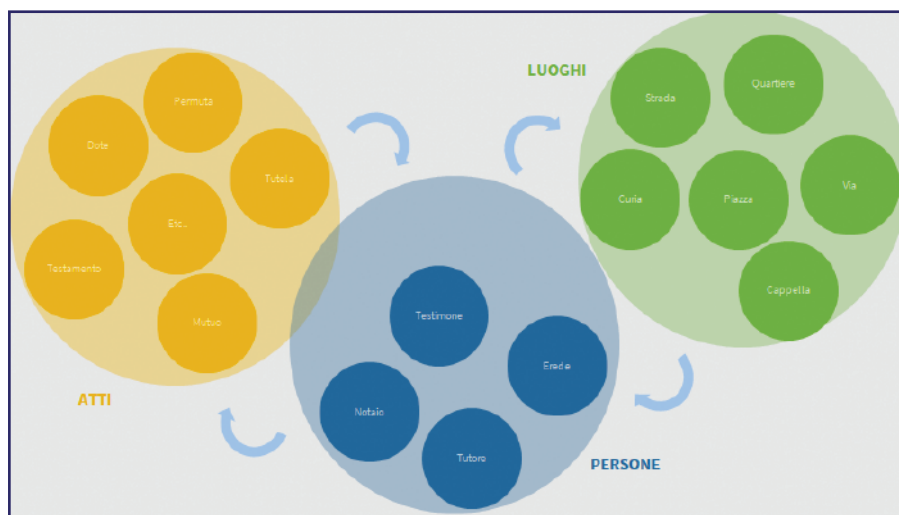 Permuta
Dote
Tutela
Etc..
Testamento
Mutuo
ATTI
LUOGHI
Strada
Quartiere
Curia
Piazza
Via
Cappella
Testimone
Erede
Notaio
Tutore
PERSONE